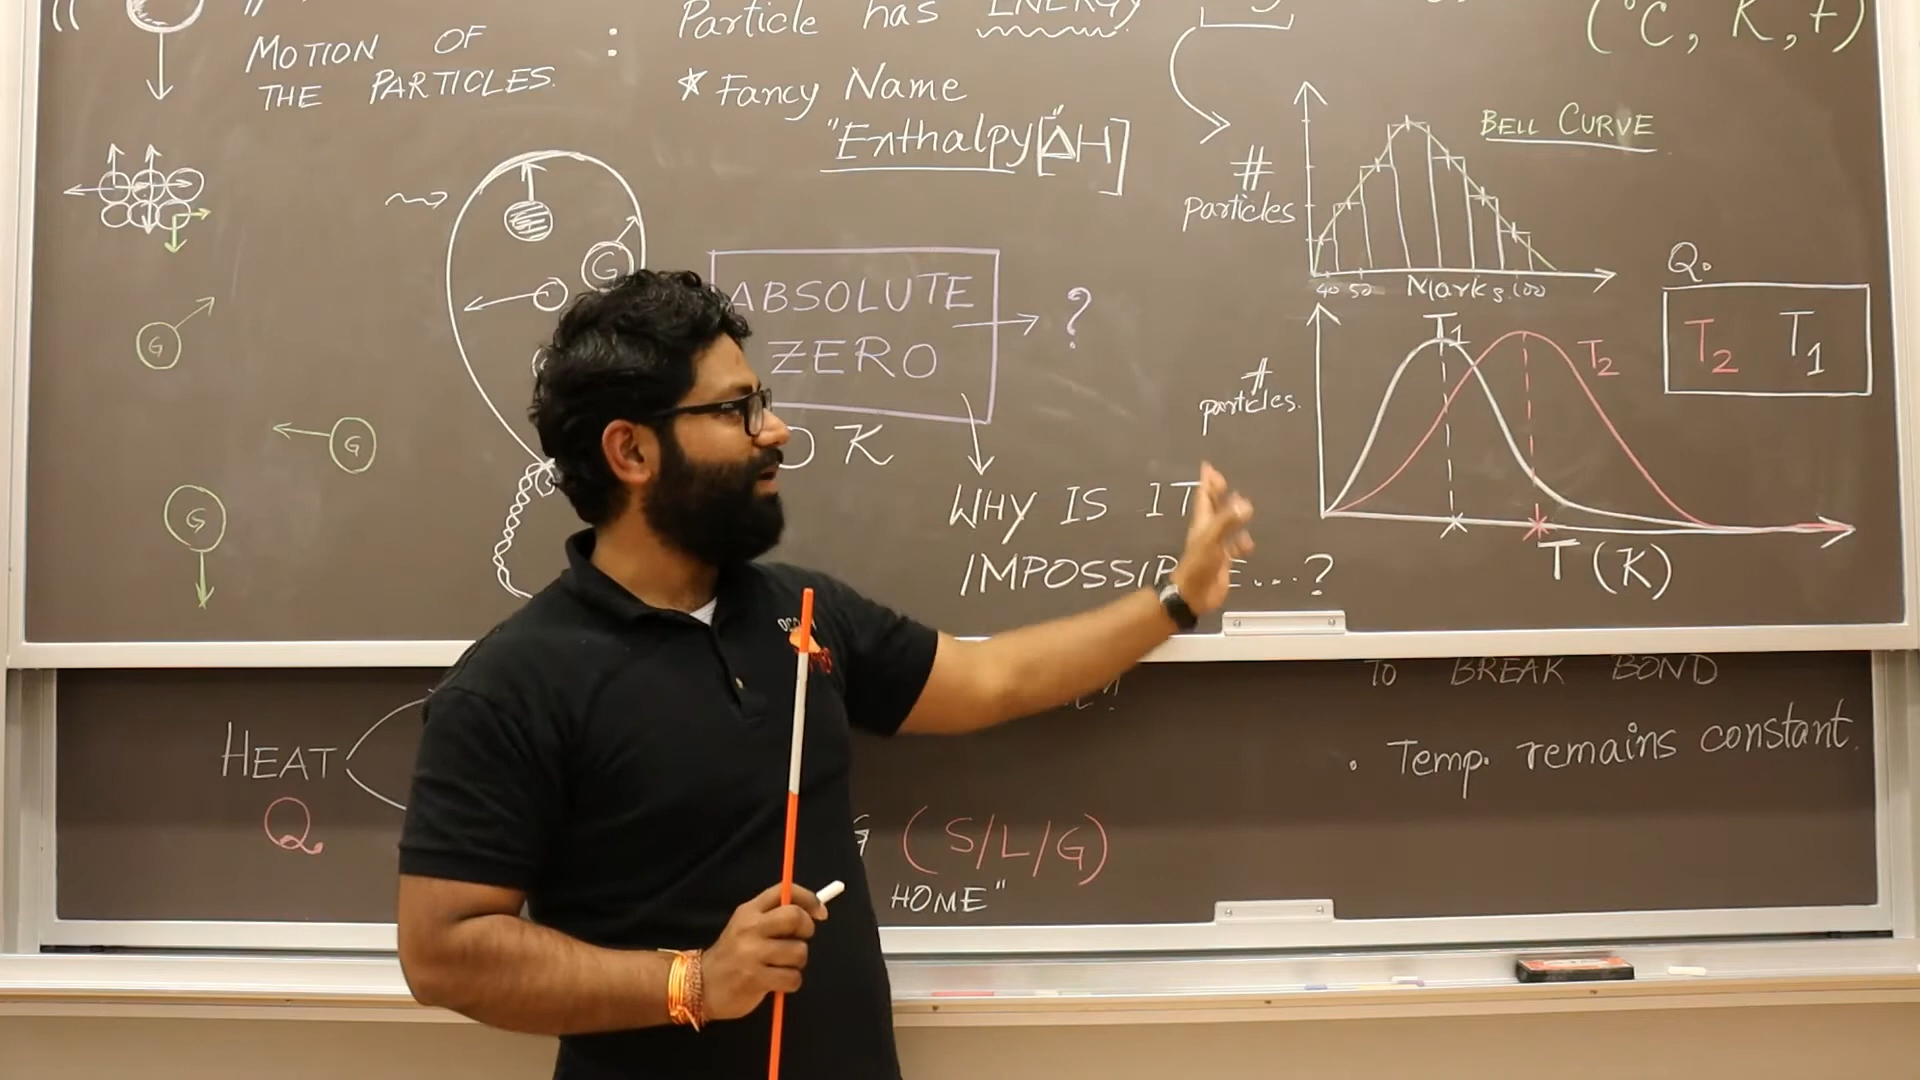 MOTION OF
THE PARTICLES.
:
Particle has ENERGY
* Fancy Name
"Enthalpy" [ΔH]
(°C, K, F)
#
particles
BELL CURVE
40 50 Marks 100
G
G
G
G
ABSOLUTE
ZERO
?
0 K
WHY IS IT
IMPOSSIB E...?
#
particles.
T1
T2
T (K)
Q.
T2 T1
HEAT
Q
(S/L/G)
HOME"
TO BREAK BOND
. Temp. remains constant.